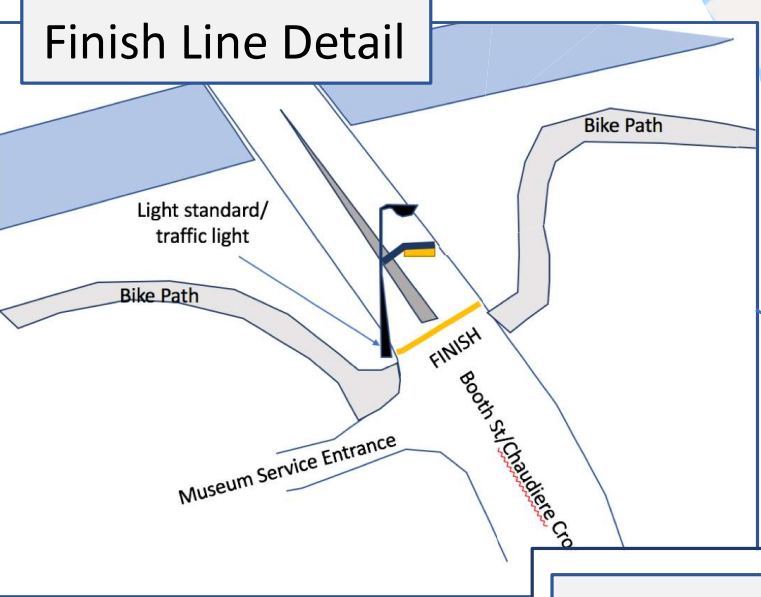 Finish Line Detail
Bike Path
Light standard/
traffic light
Bike Path
FINISH
Booth St/Chaudiere Cro
Museum Service Entrance